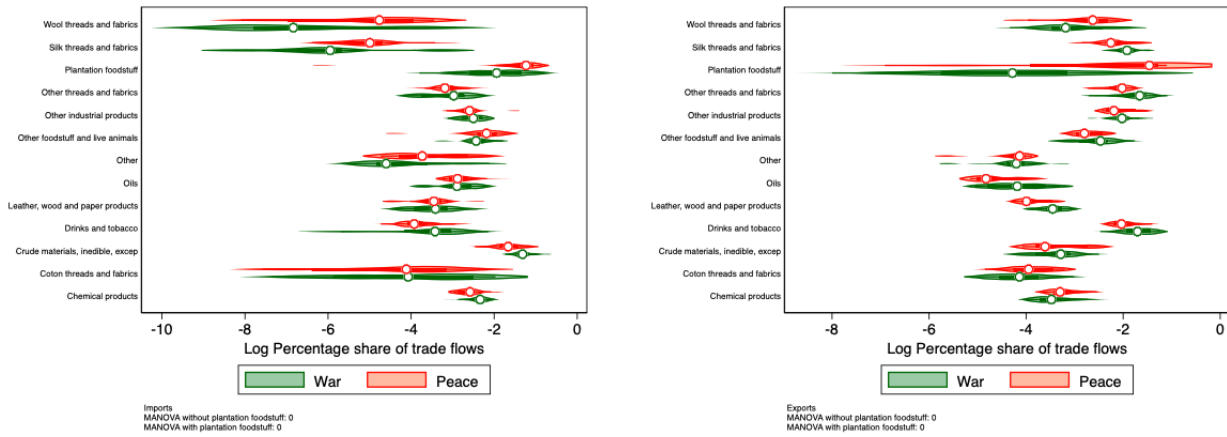 Wool threads and fabrics
Silk threads and fabrics
Plantation foodstuff
Other threads and fabrics
Other industrial products
Other foodstuff and live animals
Other
Oils
Leather, wood and paper products
Drinks and tobacco
Crude materials, inedible, excep
Coton threads and fabrics
Chemical products
-10 -8 -6 -4 -2 0
Log Percentage share of trade flows
War Peace
Imports
MANOVA without plantation foodstuff: 0
MANOVA with plantation foodstuff: 0
Wool threads and fabrics
Silk threads and fabrics
Plantation foodstuff
Other threads and fabrics
Other industrial products
Other foodstuff and live animals
Other
Oils
Leather, wood and paper products
Drinks and tobacco
Crude materials, inedible, excep
Coton threads and fabrics
Chemical products
-8 -6 -4 -2 0
Log Percentage share of trade flows
War Peace
Exports
MANOVA without plantation foodstuff: 0
MANOVA with plantation foodstuff: 0